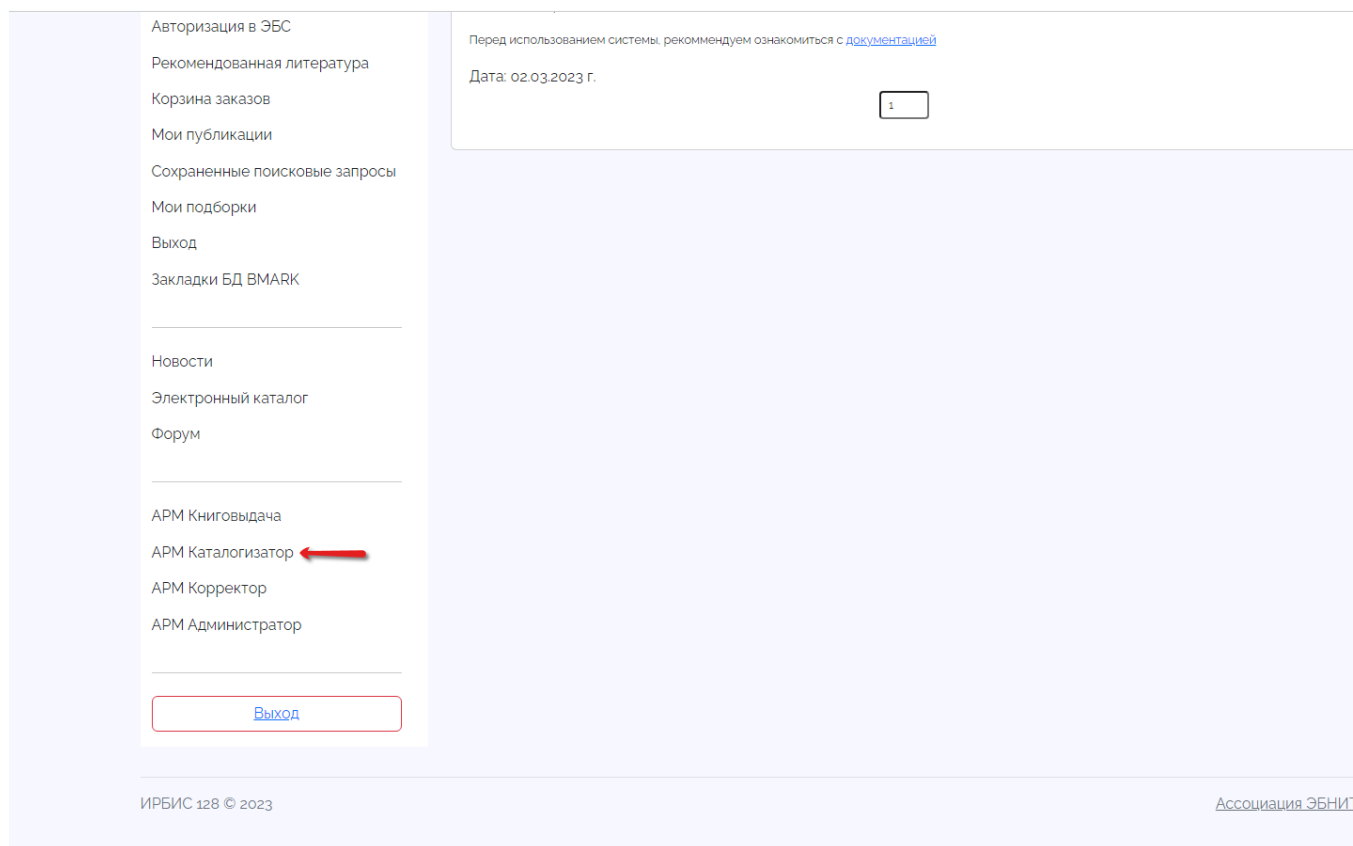 Авторизация в ЭБС
Рекомендованная литература
Корзина заказов
Мои публикации
Сохраненные поисковые запросы
Мои подборки
Выход
Закладки БД BMARK
Новости
Электронный каталог
Форум
АРМ Книговыдача
АРМ Каталогизатор
АРМ Корректор
АРМ Администратор
Выход
Перед использованием системы, рекоммендуем ознакомиться с документацией
Дата: 02.03.2023 г.
1
ИРБИС 128 © 2023
Ассоциация ЭБНИТ